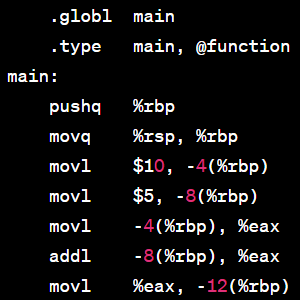 .globl  main
.type   main, @function
main:
pushq   %rbp
movq    %rsp, %rbp
movl    $10, -4(%rbp)
movl    $5, -8(%rbp)
movl    -4(%rbp), %eax
addl    -8(%rbp), %eax
movl    %eax, -12(%rbp)